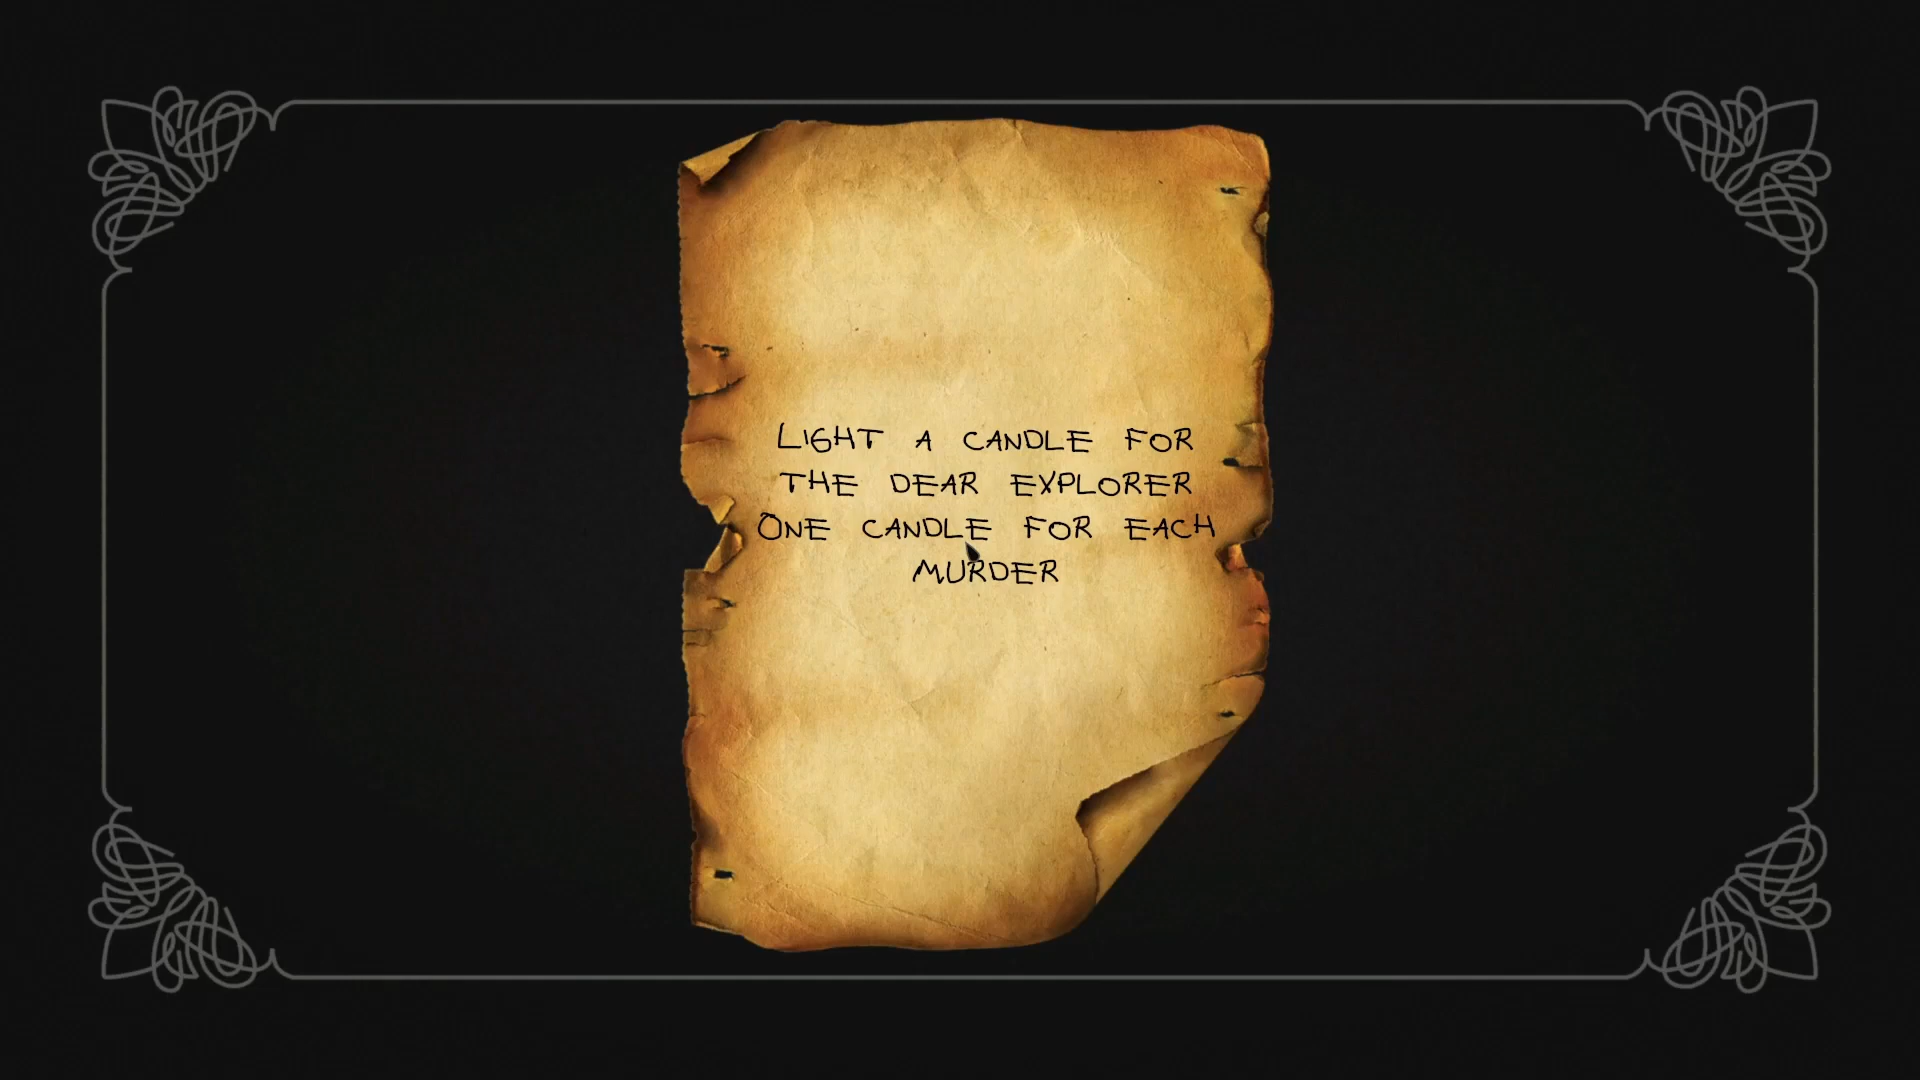 Light a candle for
the dear explorer
One candle for each
murder